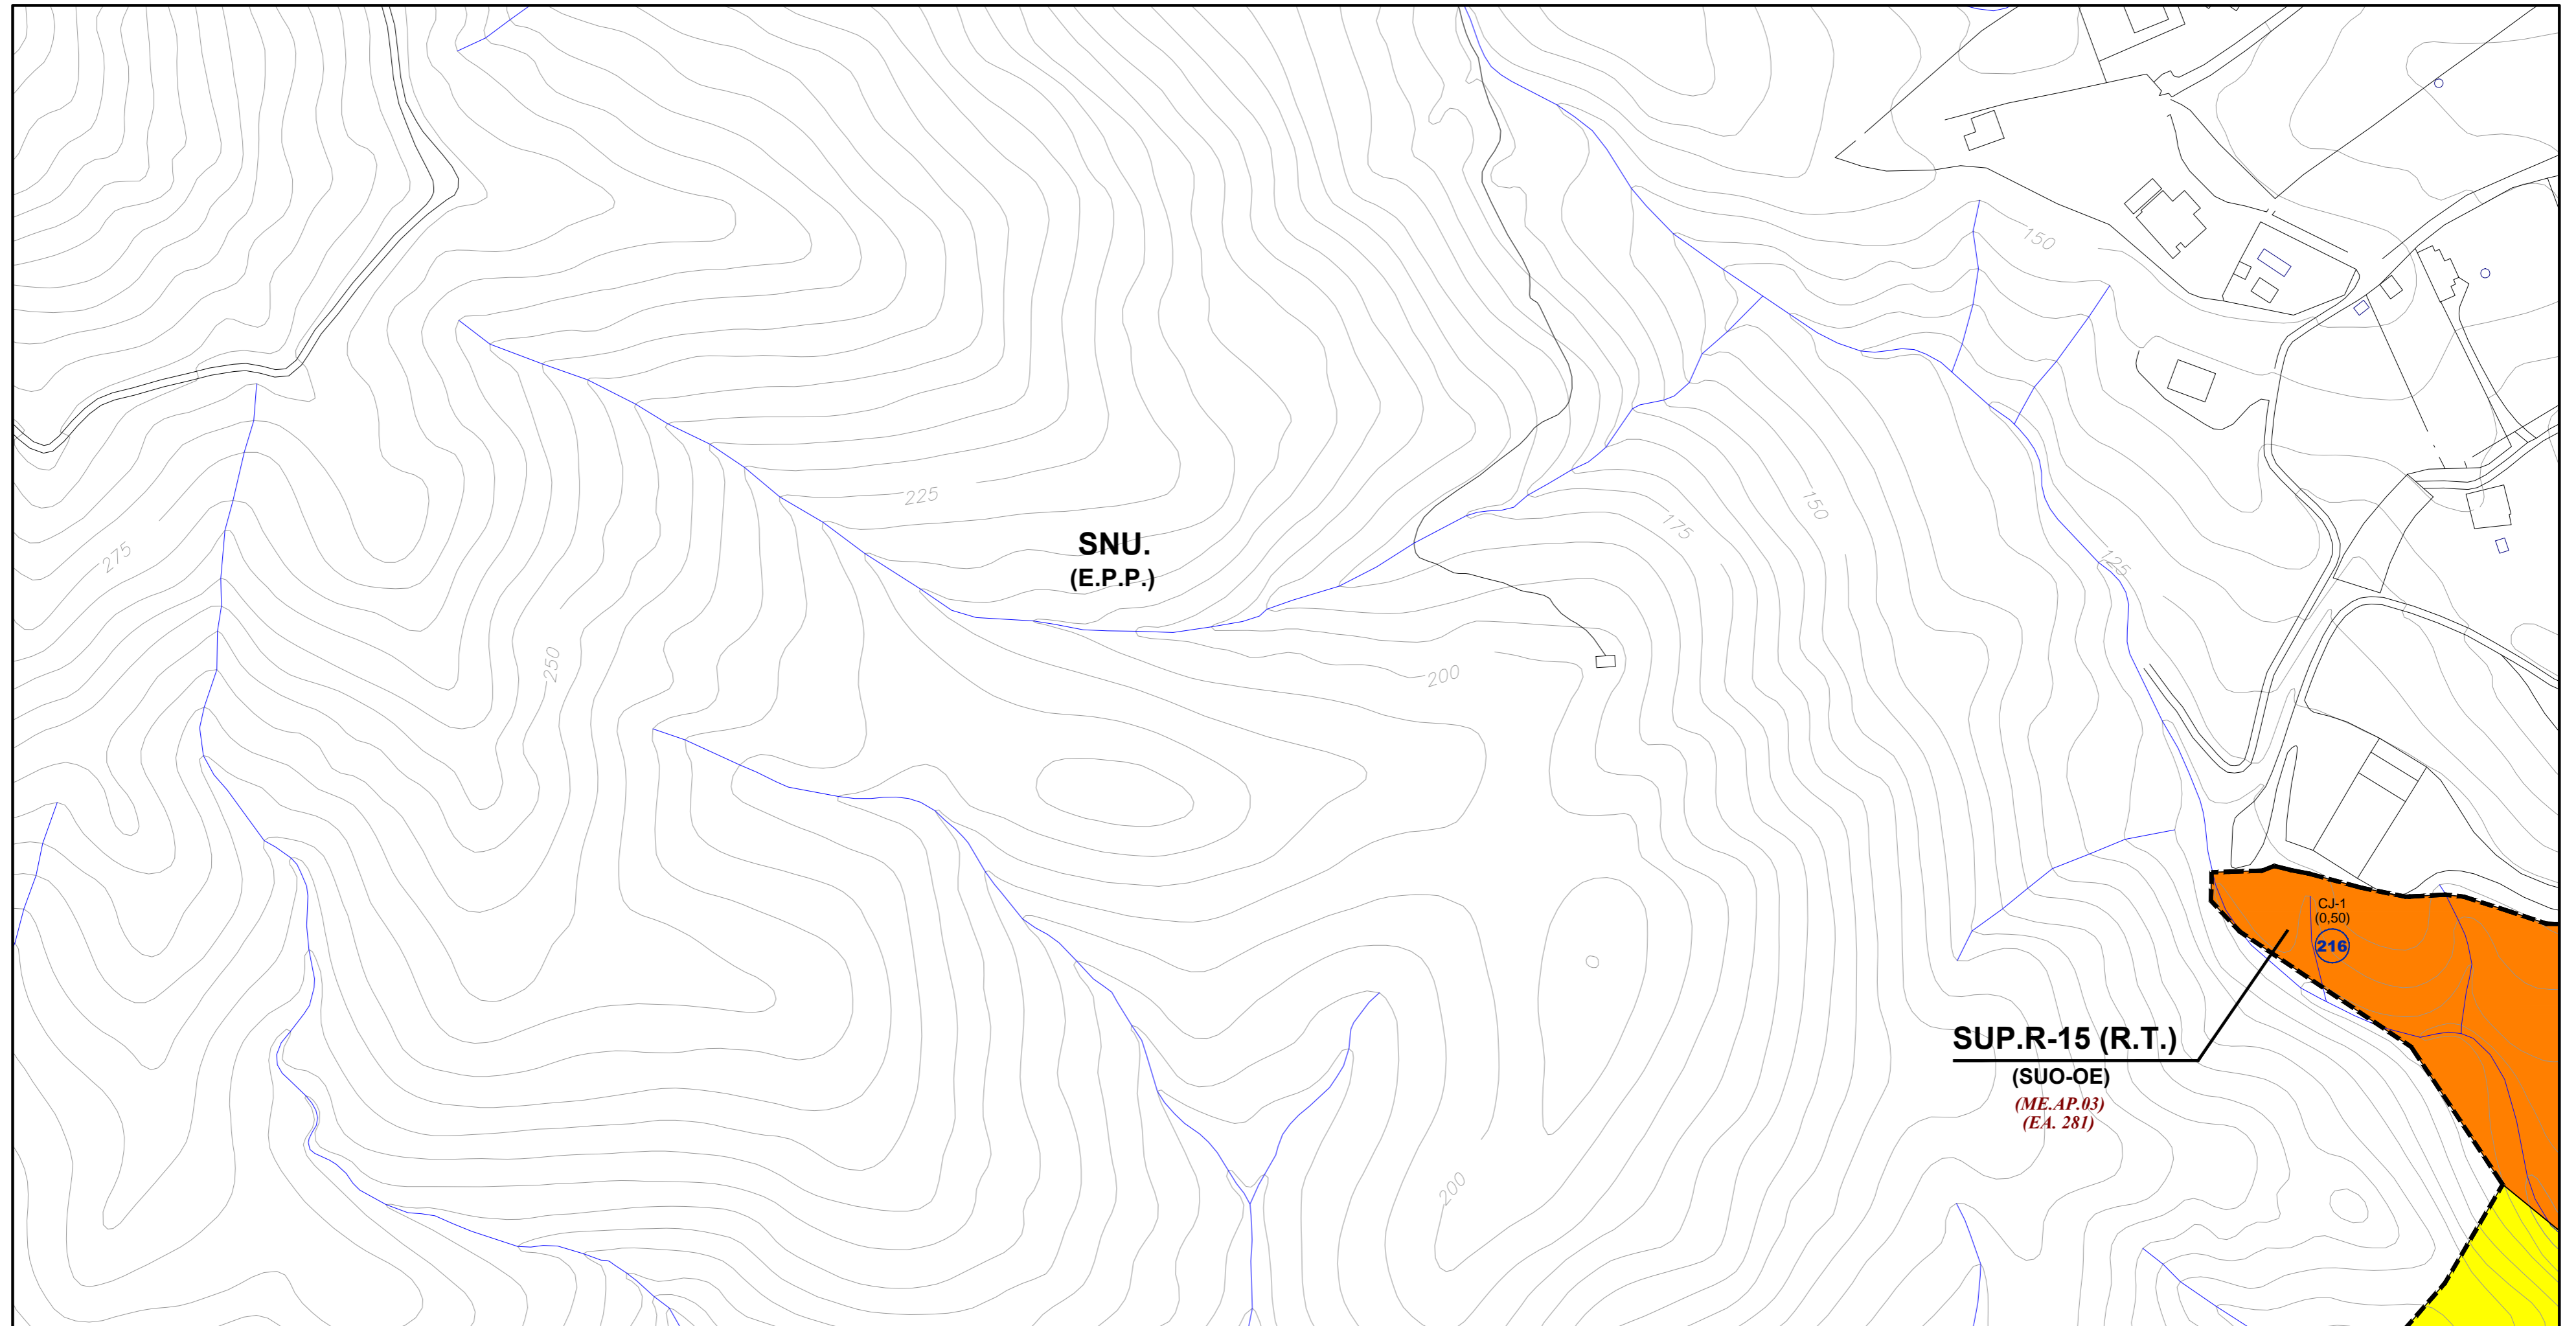 150
225
150
175
SNU.
(E.P.P.)
275
125
250
200
CJ-1
(0,50)
216
SUP.R-15 (R.T.)
(SUO-OE)
(ME.AP.03)
(EA. 281)
200